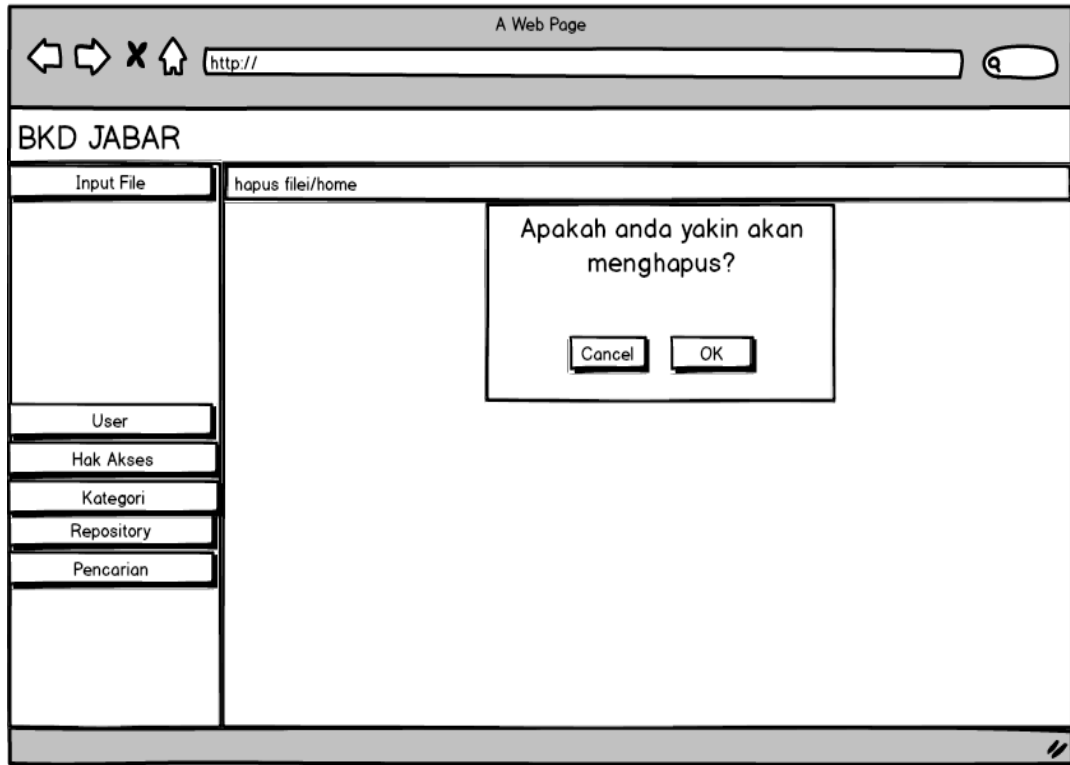 A Web Page
http://
BKD JABAR
Input File
hapus filei/home
Apakah anda yakin akan
menghapus?
Cancel
OK
User
Hak Akses
Kategori
Repository
Pencarian